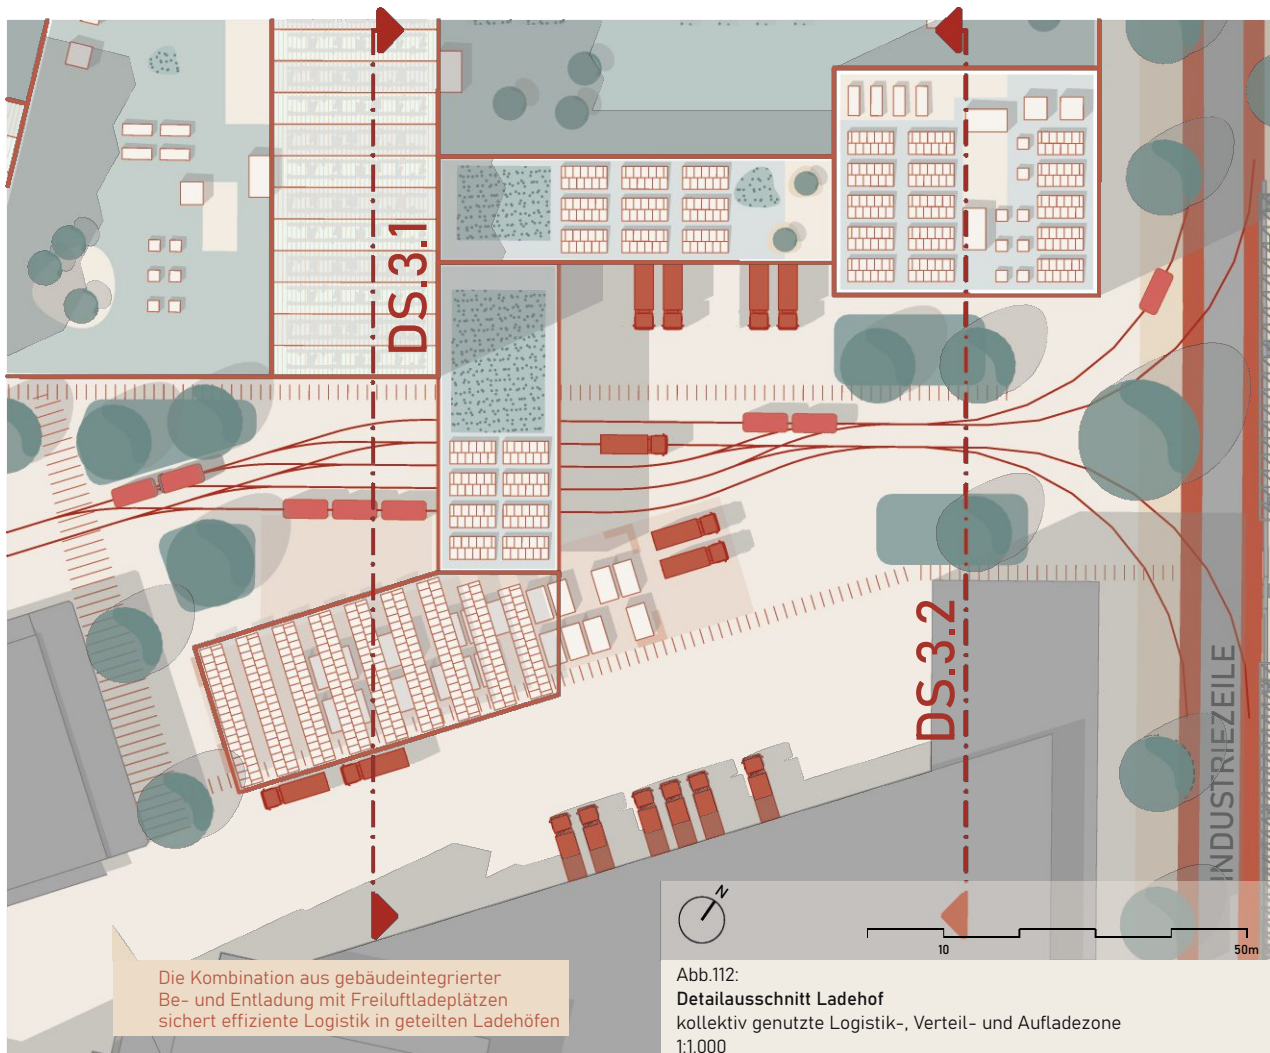 DS.3.1
DS.3.2
INDUSTRIEZEILE
N
10
50m
Die Kombination aus gebäudeintegrierter
Be- und Entladung mit Freiluftladeplätzen
sichert effiziente Logistik in geteilten Ladehöfen
Abb.112:
Detailausschnitt Ladehof
kollektiv genutzte Logistik-, Verteil- und Aufladezone
1:1.000